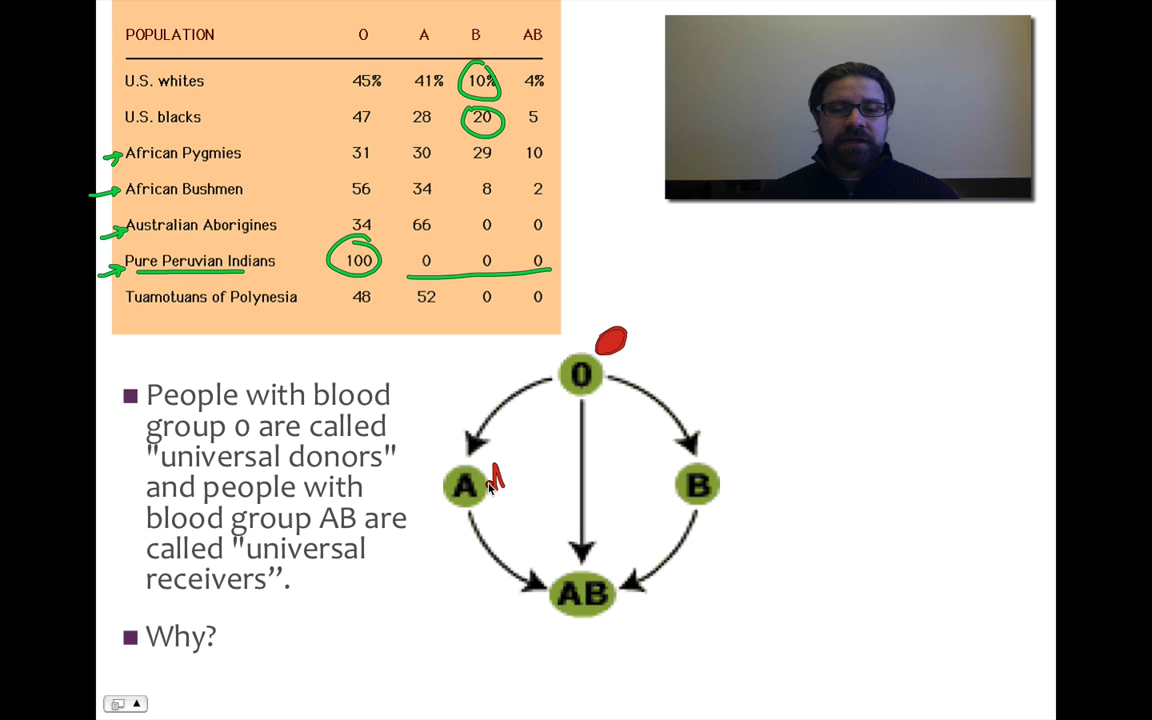 POPULATION O A B AB
U.S. whites 45% 41% 10% 4%
U.S. blacks 47 28 20 5
African Pygmies 31 30 29 10
African Bushmen 56 34 8 2
Australian Aborigines 34 66 0 0
Pure Peruvian Indians 100 0 0 0
Tuamotuans of Polynesia 48 52 0 0
People with blood
group 0 are called
"universal donors"
and people with
blood group AB are
called "universal
receivers”.
Why?
0
A
B
AB